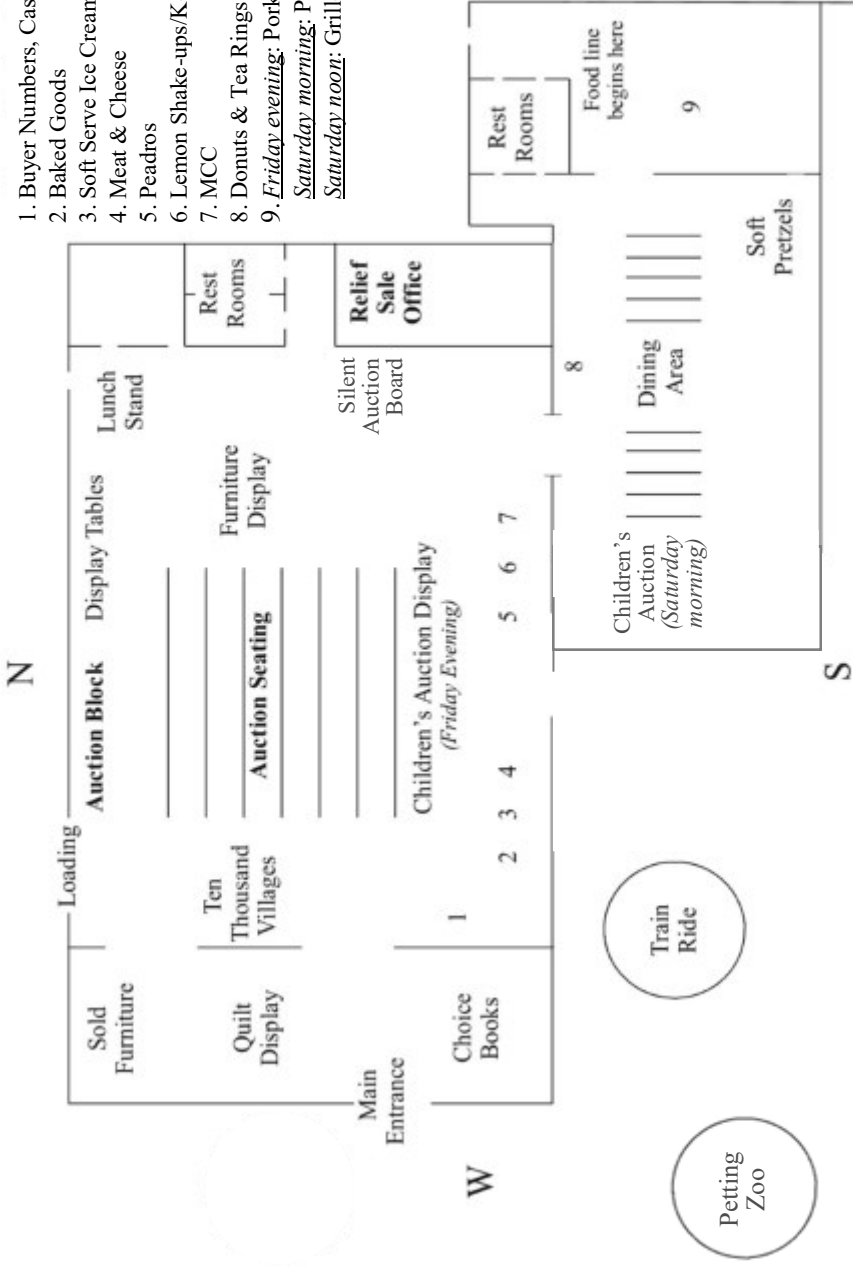 N
1. Buyer Numbers, Cas
2. Baked Goods
3. Soft Serve Ice Cream
4. Meat & Cheese
5. Peadros
6. Lemon Shake-ups/K
7. MCC
8. Donuts & Tea Rings
9. Friday evening: Pork
Saturday morning: P
Saturday noon: Grill
Loading
Sold
Furniture
Auction Block
Display Tables
Lunch
Stand
Ten
Thousand
Villages
Rest
Rooms
Quilt
Display
Auction Seating
Furniture
Display
Main
Entrance
Silent
Auction
Board
Relief
Sale
Office
Children's Auction Display
(Friday Evening)
Choice
Books
1
W
2
3
4
5
6
7
Rest
Rooms
8
Food line
begins here
Children's
Auction
(Saturday
morning)
Dining
Area
9
Train
Ride
Petting
Zoo
Soft
Pretzels
S